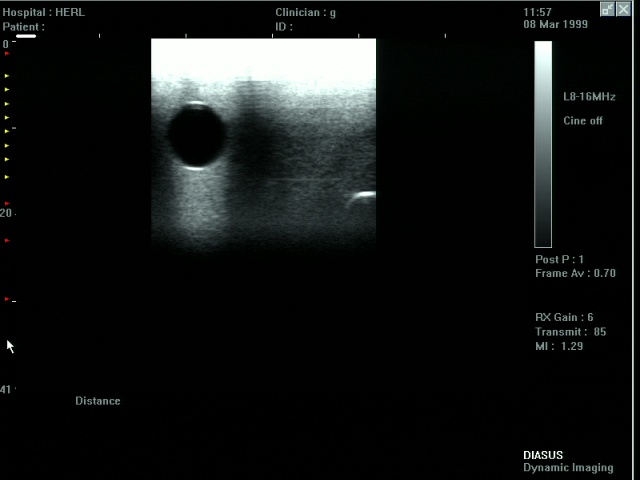 Hospital : HERL
Clinician : g
11:57
Patient :
ID :
08 Mar 1999
0
L8-16MHz
Cine off
20
Post P : 1
Frame Av : 0.70
RX Gain : 6
Transmit : 85
MI : 1.29
41
Distance
DIASUS
Dynamic Imaging